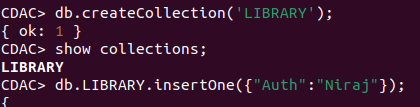 CDAC> db.createCollection('LIBRARY');
{ ok: 1 }
CDAC> show collections;
LIBRARY
CDAC> db.LIBRARY.insertOne({"Auth":"Niraj"});
{